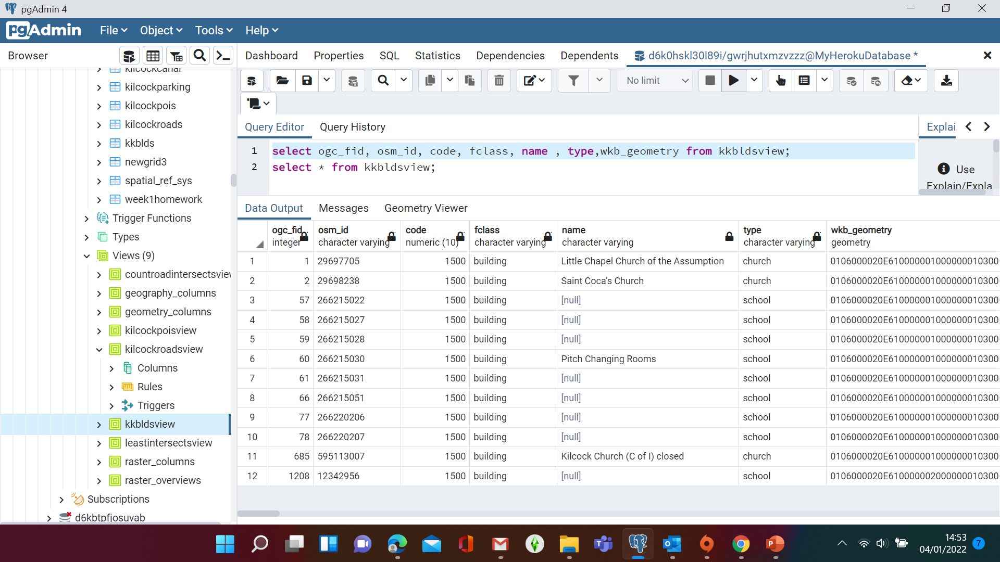 pgAdmin 4
pgAdmin File Object Tools Help
Browser
Dashboard Properties SQL Statistics Dependencies Dependents d6k0hskl30l89i/gwrjhutxmzvzzz@MyHerokuDatabase *
No limit
kilcockcanal
kilcockparking
kilcockpois
kilcockroads
kkblds
newgrid3
spatial_ref_sys
week1homework
Trigger Functions
Types
Views (9)
countroadintersectsview
geography_columns
geometry_columns
kilcockpoisview
kilcockroadsview
Columns
Rules
Triggers
kkbldsview
leastintersectsview
raster_columns
raster_overviews
Subscriptions
d6kbtpfjosuvab
Query Editor Query History
Explai
1 select ogc_fid, osm_id, code, fclass, name , type,wkb_geometry from kkbldsview;
2 select * from kkbldsview;
Use
Explain/Expla
Data Output Messages Geometry Viewer
ogc_fid osm_id code fclass name type wkb_geometry
integer character varying numeric (10) character varying character varying character varying geometry
1 1 29697705 1500 building Little Chapel Church of the Assumption church 0106000020E61000000100000001030​00
2 2 29698238 1500 building Saint Coca's Church church 0106000020E6100000010000000103000
3 57 266215022 1500 building [null] school 0106000020E6100000010000000103000
4 58 266215027 1500 building [null] school 0106000020E6100000010000000103000
5 59 266215028 1500 building [null] school 0106000020E6100000010000000103000
6 60 266215030 1500 building Pitch Changing Rooms school 0106000020E6100000010000000103000
7 61 266215031 1500 building [null] school 0106000020E6100000010000000103000
8 66 266215051 1500 building [null] school 0106000020E6100000010000000103000
9 77 266220206 1500 building [null] school 0106000020E6100000010000000103000
10 78 266220207 1500 building [null] school 0106000020E6100000010000000103000
11 685 595113007 1500 building Kilcock Church (C of I) closed church 0106000020E6100000010000000103000
12 1208 12342956 1500 building [null] school 0106000020E6100000020000000103000
14:53
04/01/2022
7